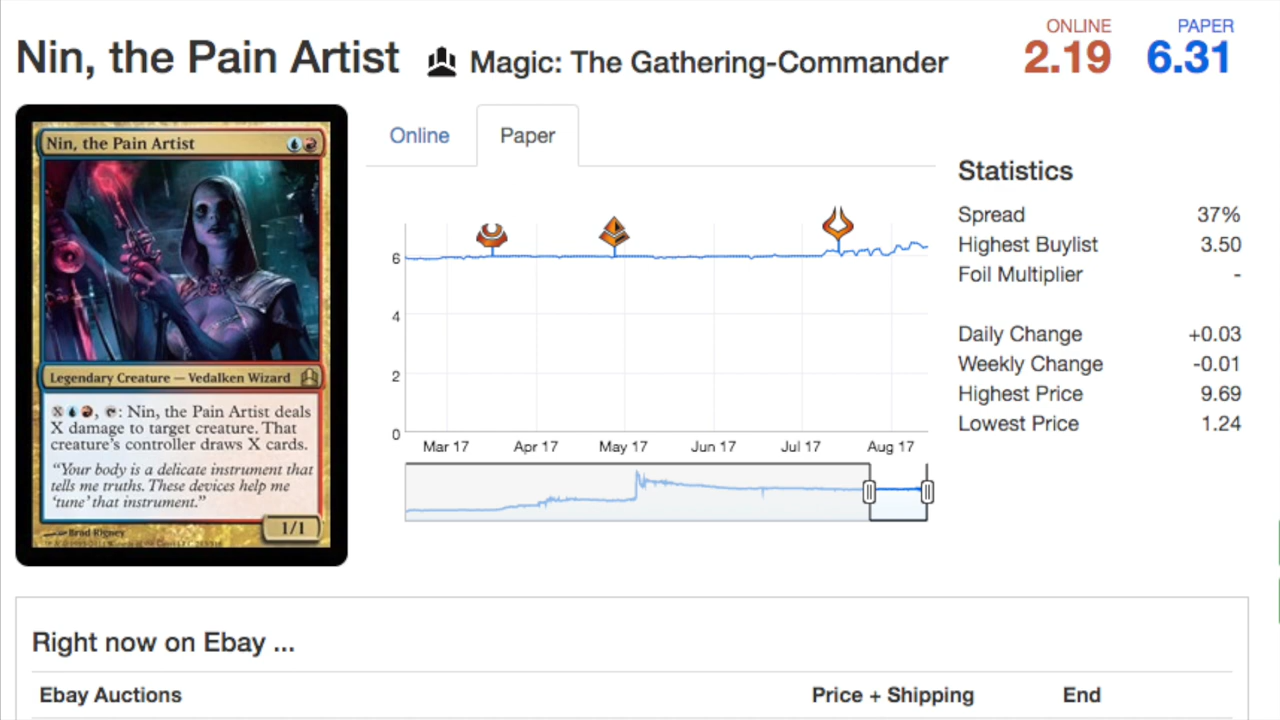 Nin, the Pain Artist
Magic: The Gathering-Commander
ONLINE
2.19
PAPER
6.31
Nin, the Pain Artist
Legendary Creature — Vedalken Wizard
X , : Nin, the Pain Artist deals
X damage to target creature. That
creature's controller draws X cards.
"Your body is a delicate instrument that
tells me truths. These devices help me
'tune' that instrument."
1/1
Brad Rigney
Online
Paper
6
4
2
0
Mar 17
Apr 17
May 17
Jun 17
Jul 17
Aug 17
Statistics
Spread 37%
Highest Buylist 3.50
Foil Multiplier -
Daily Change +0.03
Weekly Change -0.01
Highest Price 9.69
Lowest Price 1.24
Right now on Ebay ...
Ebay Auctions Price + Shipping End